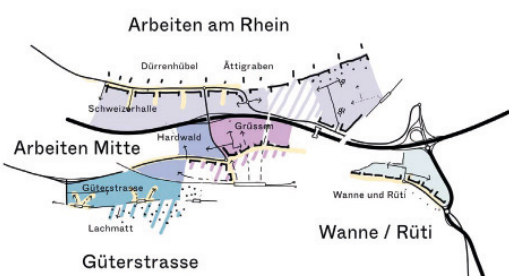 Arbeiten am Rhein
Dürrenhübel
Ättigraben
Schweizerhalle
Grüssen
Hardwald
Arbeiten Mitte
Güterstrasse
Wanne und Rüti
Lachmatt
Wanne / Rüti
Güterstrasse